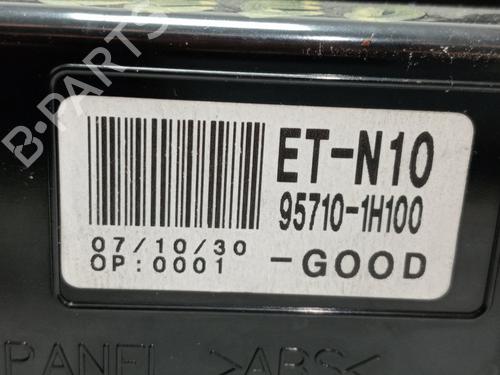 B-PARTS
ET-N10
95710-1H100
07/10/30
OP:0001
-GOOD
PANEL >ABS<